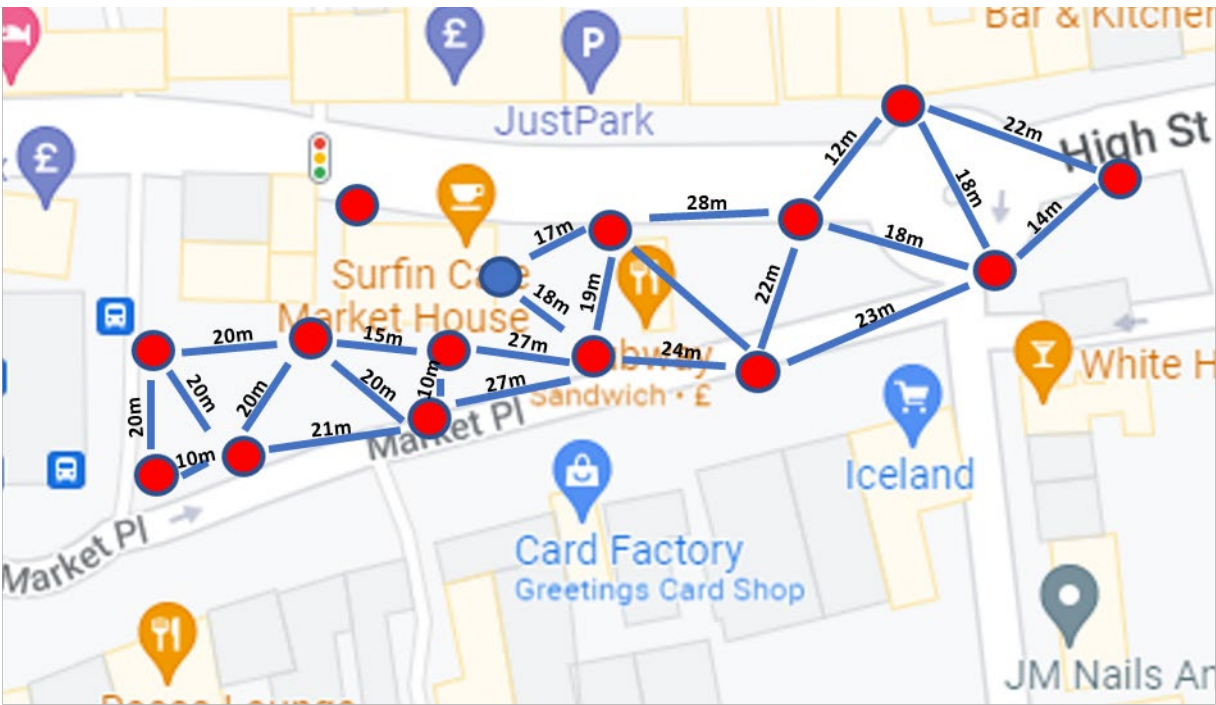 Bar & Kitchen
£
P
JustPark
£
High St
22m
12m
18m
14m
28m
18m
17m
19m
22m
18m
23m
Surfin Ca e
Market House
20m
15m
27m
24m
bway
Sandwich • £
White H
20m
20m
20m
20m
10m
27m
21m
10m
Market Pl
Iceland
Market Pl
Card Factory
Greetings Card Shop
JM Nails An